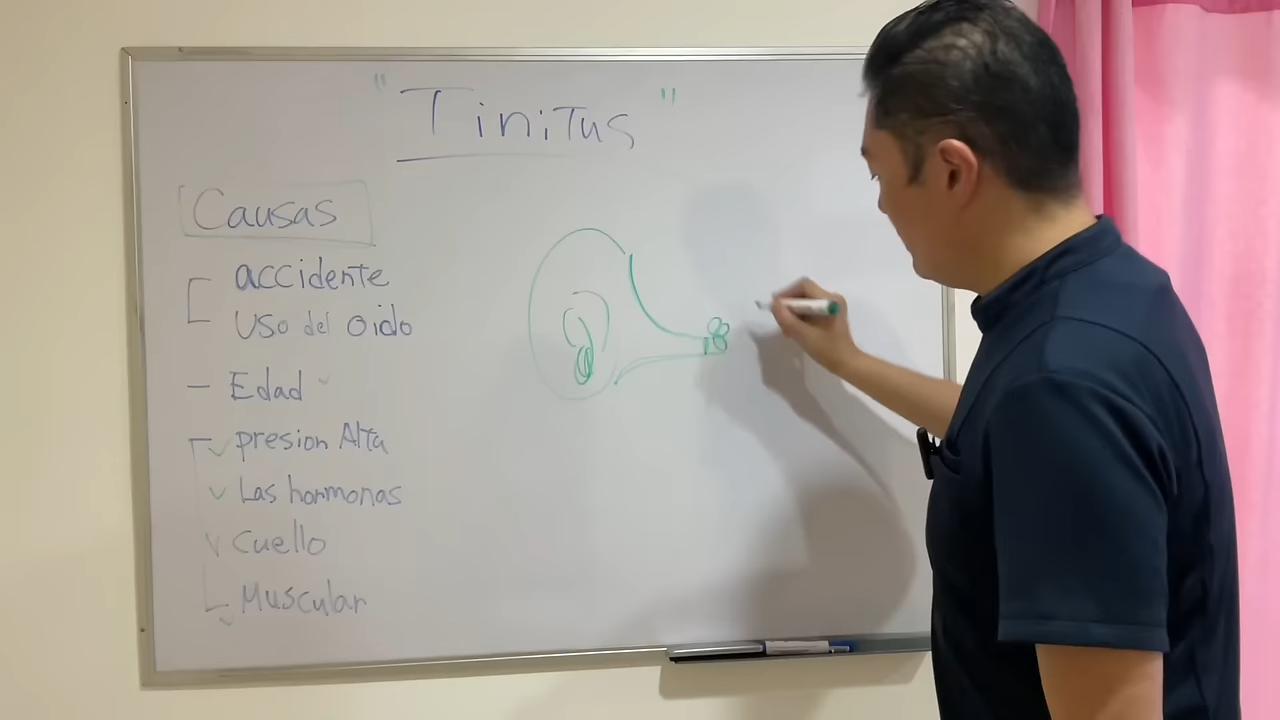 "Tinitus"
Causas
accidente
Uso del oido
Edad
presion Alta
Las hormonas
Cuello
Muscular